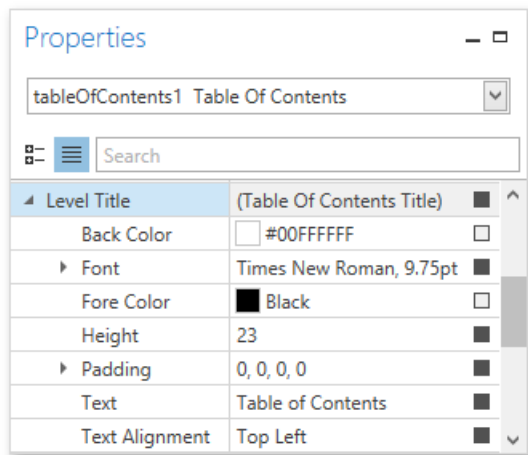 Properties
tableOfContents1 Table Of Contents
Search
Level Title (Table Of Contents Title)
Back Color #00FFFFFF
Font Times New Roman, 9.75pt
Fore Color Black
Height 23
Padding 0, 0, 0, 0
Text Table of Contents
Text Alignment Top Left